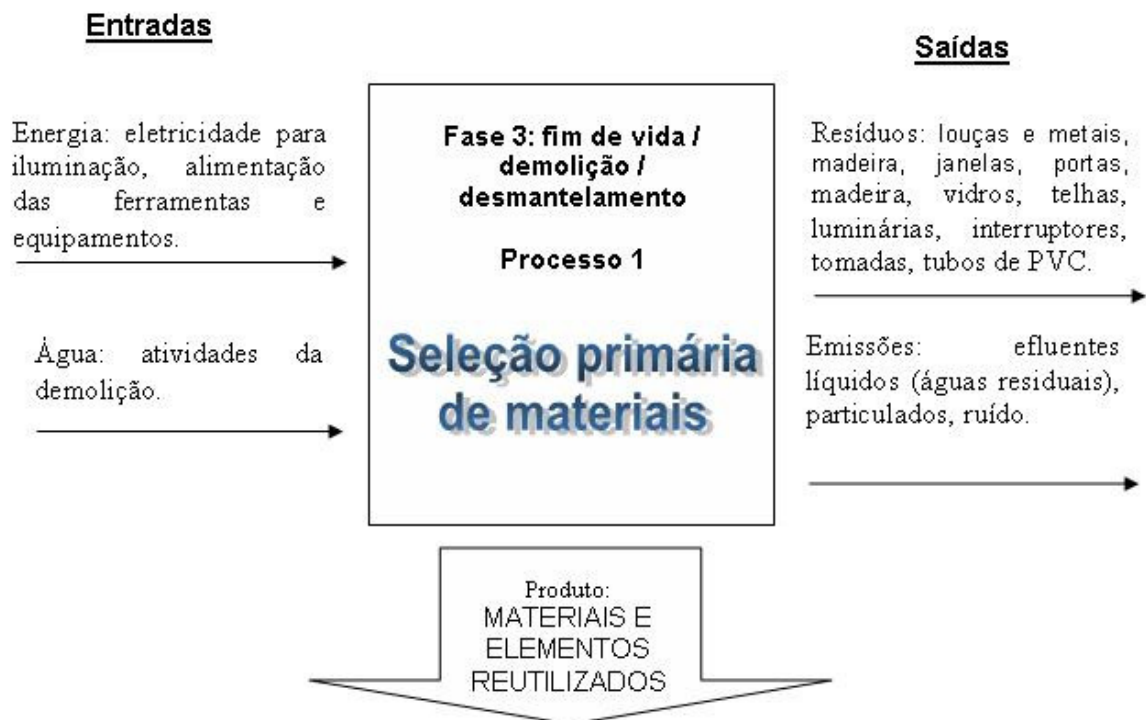 Entradas
Energia: eletricidade para
iluminação, alimentação
das ferramentas e
equipamentos.
Água: atividades da
demolição.
Fase 3: fim de vida /
demolição /
desmantelamento
Processo 1
Seleção primária
de materiais
Saídas
Resíduos: louças e metais,
madeira, janelas, portas,
madeira, vidros, telhas,
luminárias, interruptores,
tomadas, tubos de PVC.
Emissões: efluentes
líquidos (águas residuais),
particulados, ruído.
Produto:
MATERIAIS E
ELEMENTOS
REUTILIZADOS